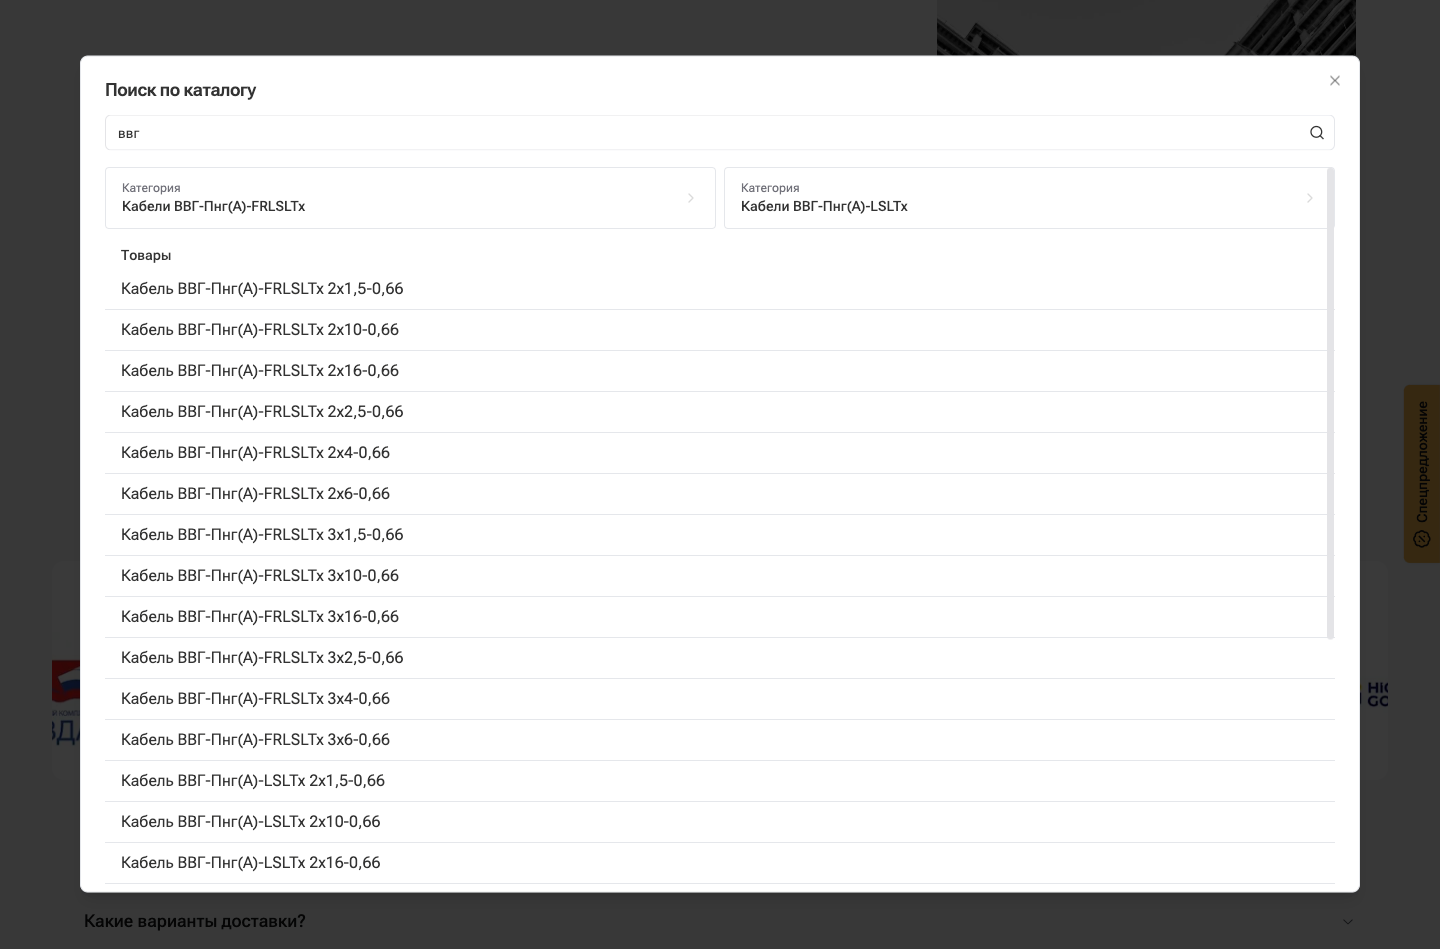 Поиск по каталогу
ввг
Категория
Кабели ВВГ-Пнг(А)-FRLSLTx
Категория
Кабели ВВГ-Пнг(А)-LSLTx
Товары
Кабель ВВГ-Пнг(А)-FRLSLTx 2х1,5-0,66
Кабель ВВГ-Пнг(А)-FRLSLTx 2х10-0,66
Кабель ВВГ-Пнг(А)-FRLSLTx 2х16-0,66
Кабель ВВГ-Пнг(А)-FRLSLTx 2х2,5-0,66
Кабель ВВГ-Пнг(А)-FRLSLTx 2х4-0,66
Кабель ВВГ-Пнг(А)-FRLSLTx 2х6-0,66
Кабель ВВГ-Пнг(А)-FRLSLTx 3х1,5-0,66
Кабель ВВГ-Пнг(А)-FRLSLTx 3х10-0,66
Кабель ВВГ-Пнг(А)-FRLSLTx 3х16-0,66
Кабель ВВГ-Пнг(А)-FRLSLTx 3х2,5-0,66
Кабель ВВГ-Пнг(А)-FRLSLTx 3х4-0,66
Кабель ВВГ-Пнг(А)-FRLSLTx 3х6-0,66
Кабель ВВГ-Пнг(А)-LSLTx 2х1,5-0,66
Кабель ВВГ-Пнг(А)-LSLTx 2х10-0,66
Кабель ВВГ-Пнг(А)-LSLTx 2х16-0,66
Спецпредложение
Какие варианты доставки?